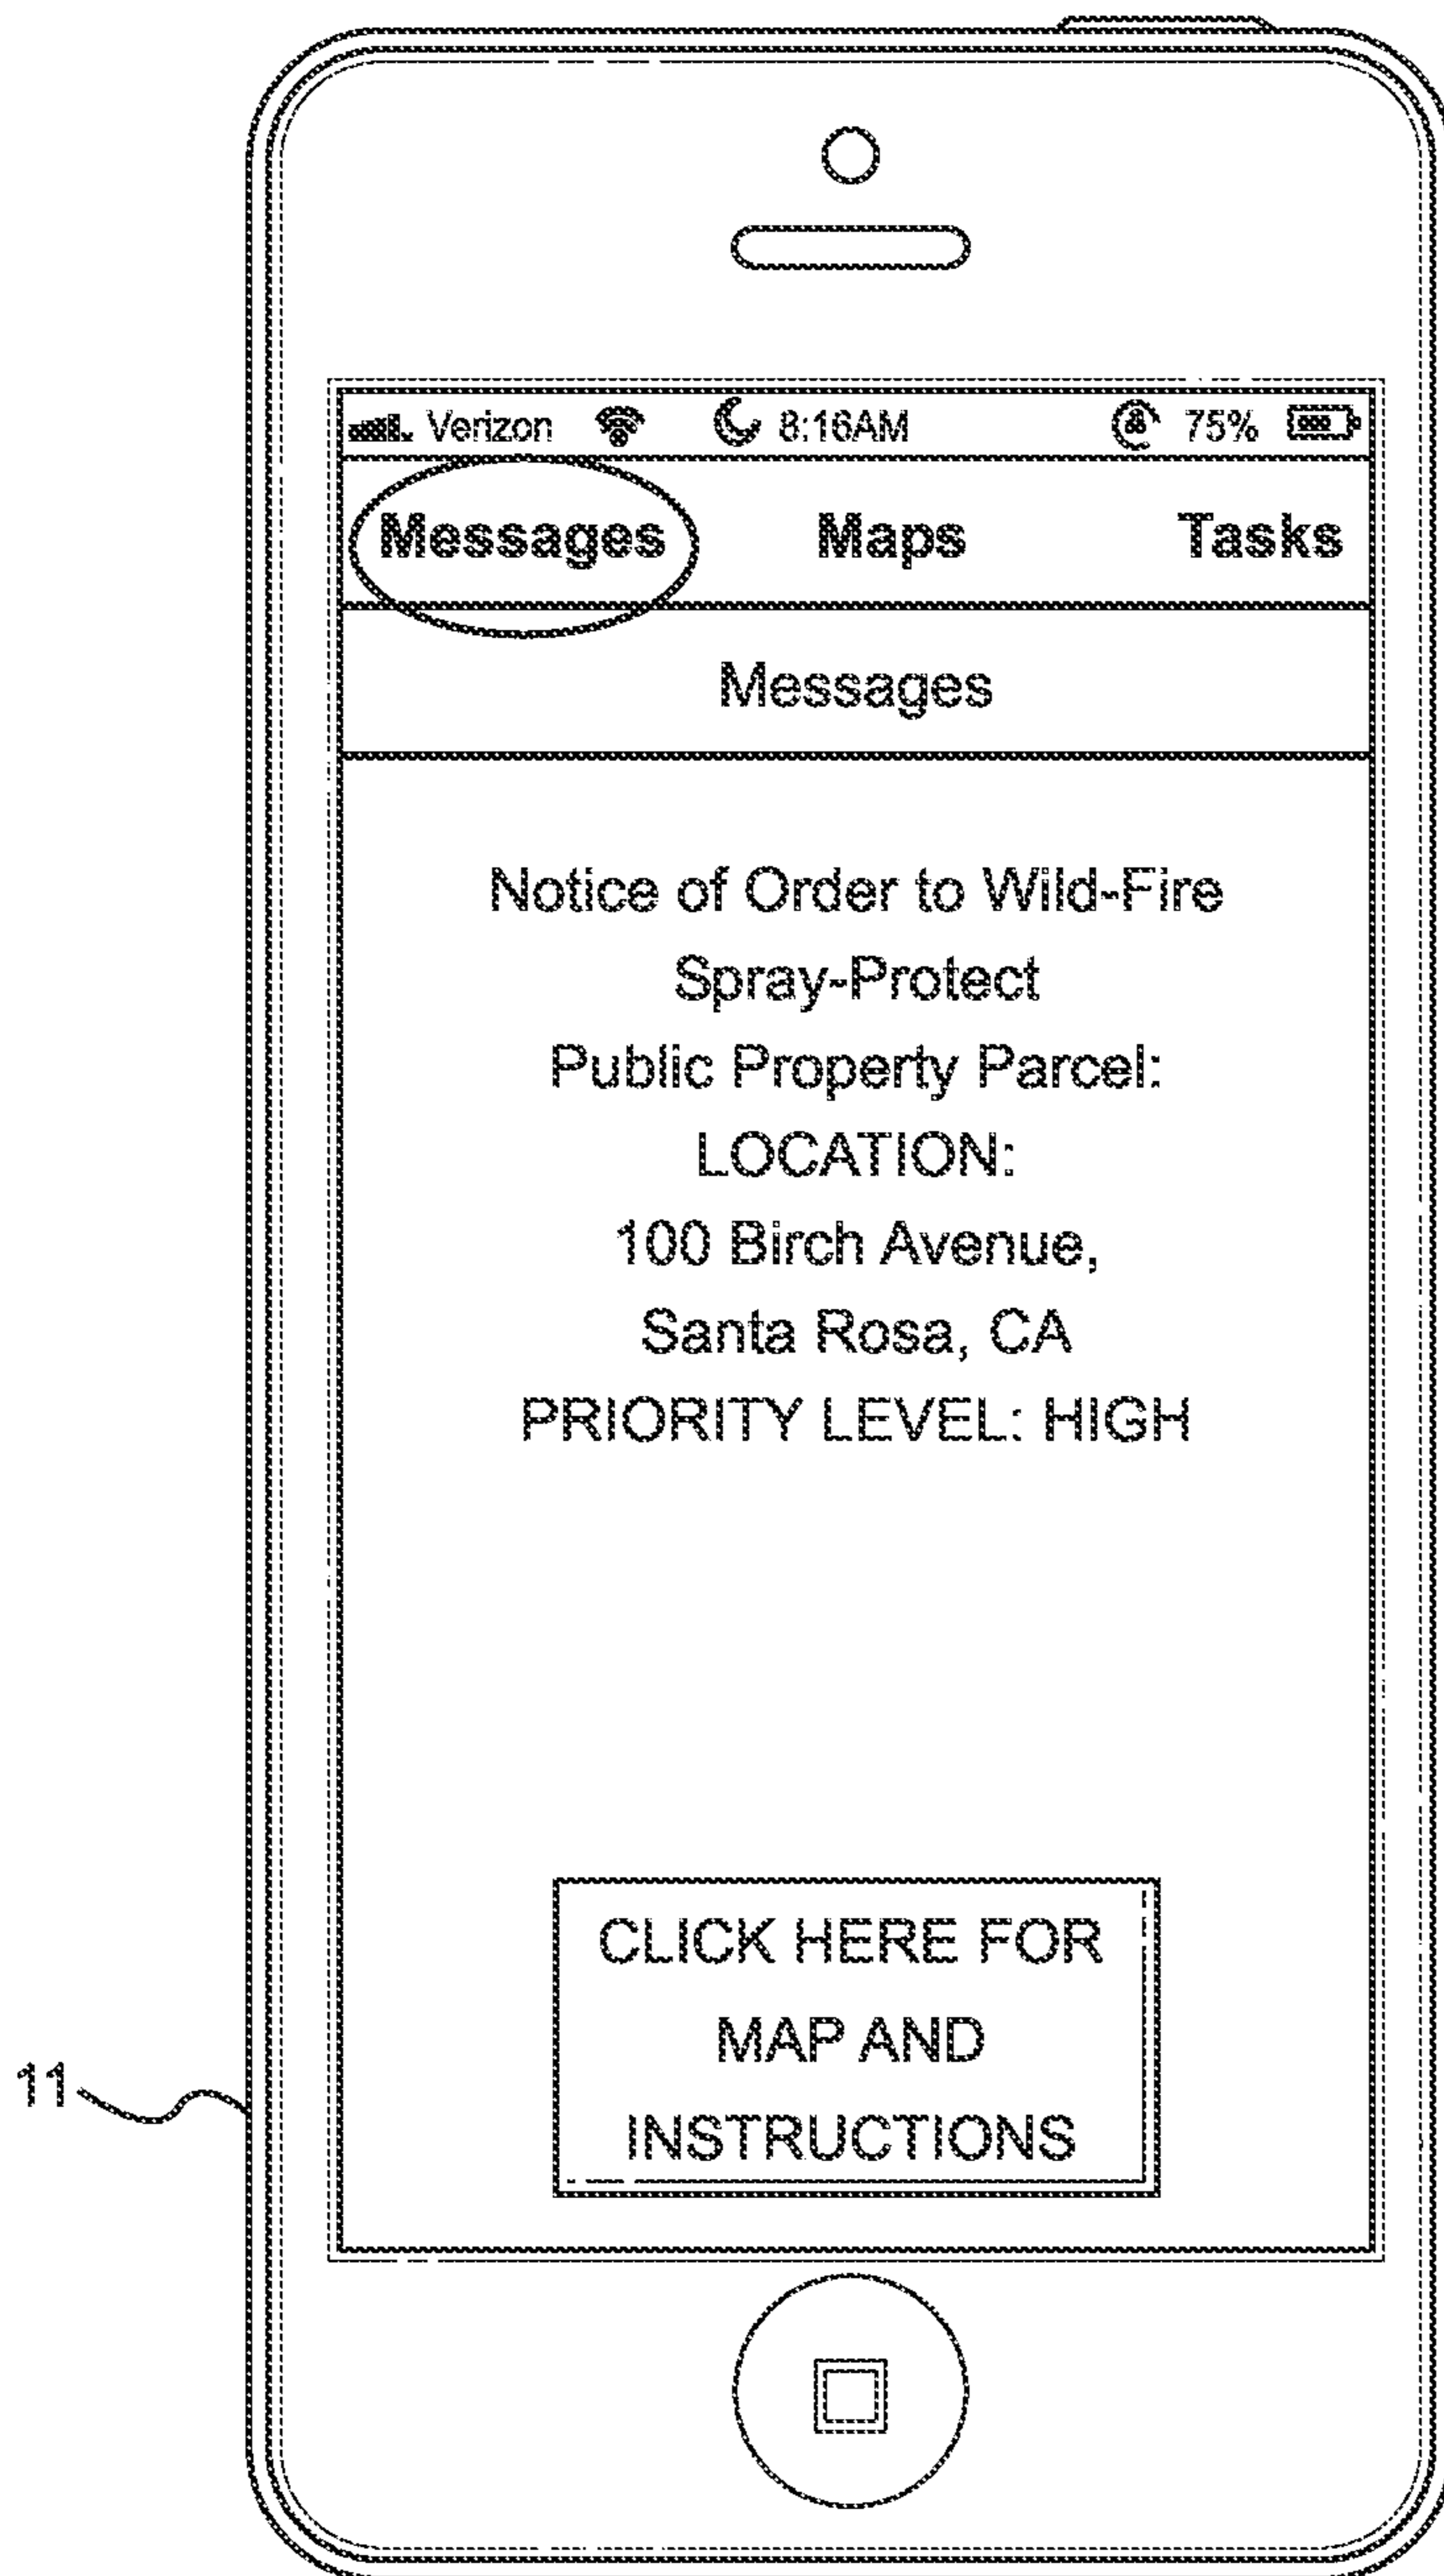 Verizon 8:16AM 75%
Messages Maps Tasks
Messages
Notice of Order to Wild-Fire
Spray-Protect
Public Property Parcel:
LOCATION:
100 Birch Avenue,
Santa Rosa, CA
PRIORITY LEVEL: HIGH
CLICK HERE FOR
MAP AND
INSTRUCTIONS
11